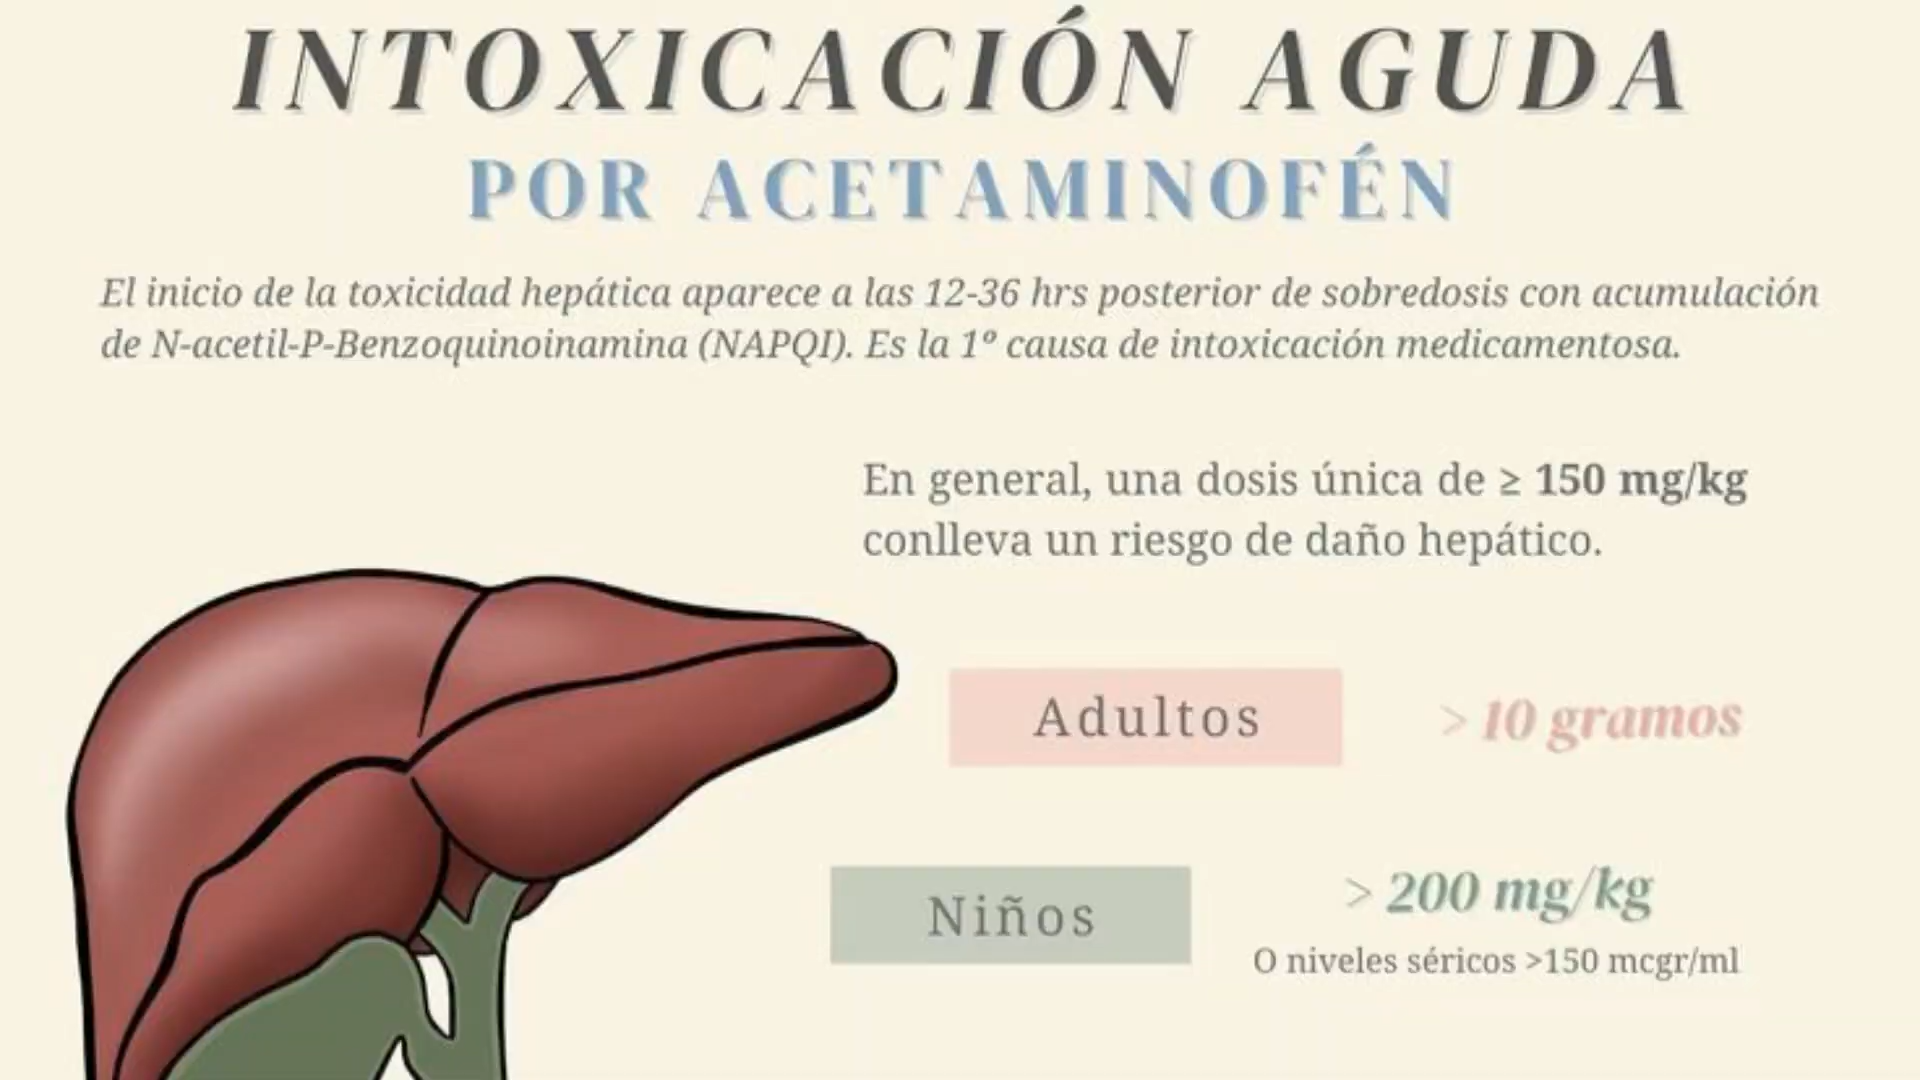 INTOXICACIÓN AGUDA
POR ACETAMINOFÉN
El inicio de la toxicidad hepática aparece a las 12-36 hrs posterior de sobredosis con acumulación
de N-acetil-P-Benzoquinoinamina (NAPQI). Es la 1º causa de intoxicación medicamentosa.
En general, una dosis única de ≥ 150 mg/kg
conlleva un riesgo de daño hepático.
Adultos > 10 gramos
Niños > 200 mg/kg
O niveles séricos >150 mcgr/ml